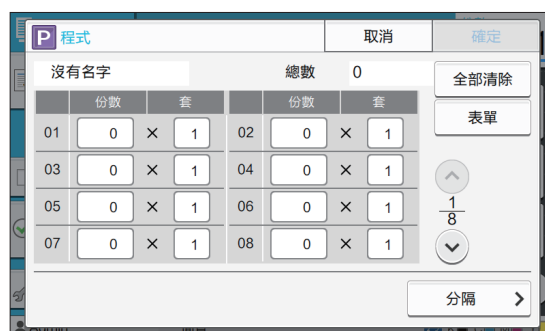 P 程式 取消 確定
沒有名字 總數 0 全部清除
份數 套 份數 套 表單
01 0 × 1 02 0 × 1
03 0 × 1 04 0 × 1
05 0 × 1 06 0 × 1
1
8
07 0 × 1 08 0 × 1
分隔
Admin